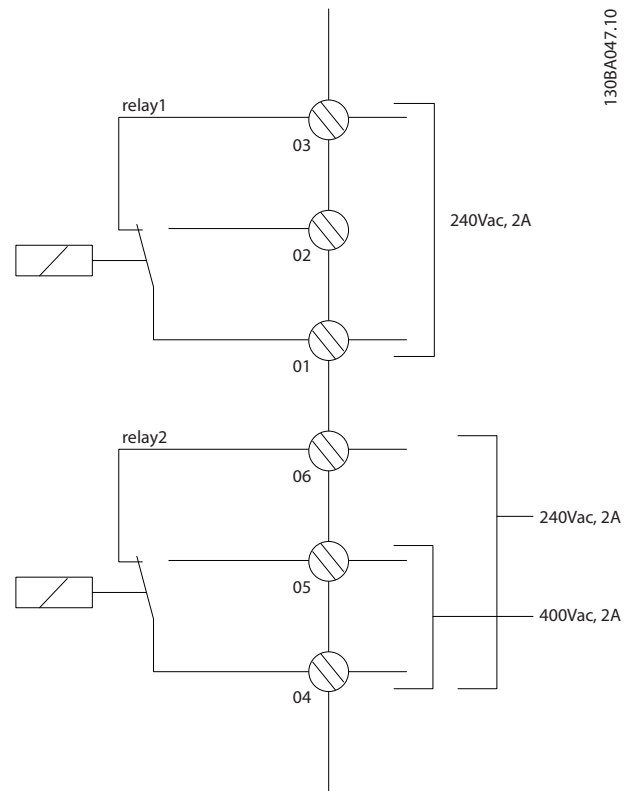 130BA047.10
relay1
03
240Vac, 2A
02
01
relay2
06
240Vac, 2A
05
400Vac, 2A
04